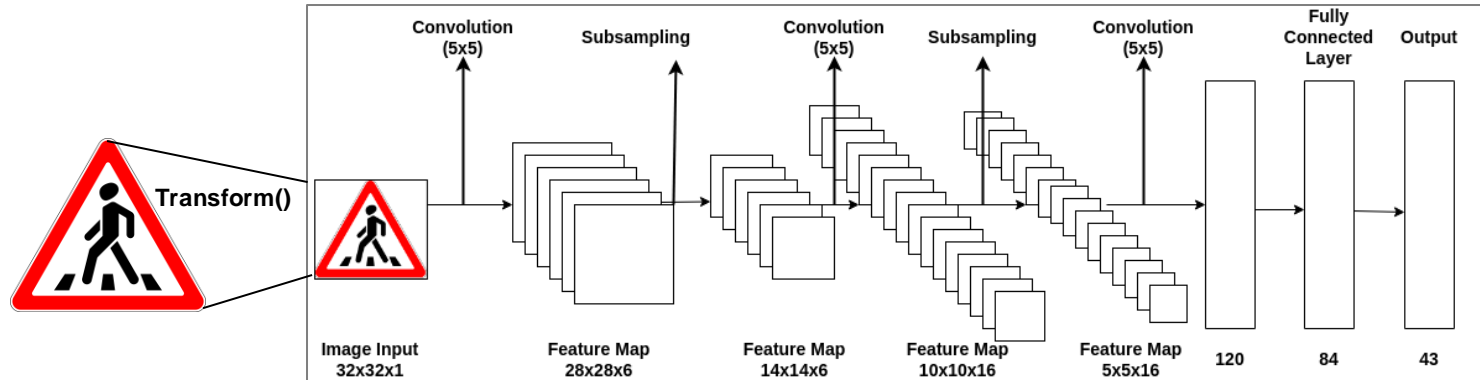 Convolution
(5x5)
Subsampling
Convolution
(5x5)
Subsampling
Convolution
(5x5)
Fully
Connected
Layer
Output
Transform()
Image Input
32x32x1
Feature Map
28x28x6
Feature Map
14x14x6
Feature Map
10x10x16
Feature Map
5x5x16
120
84
43